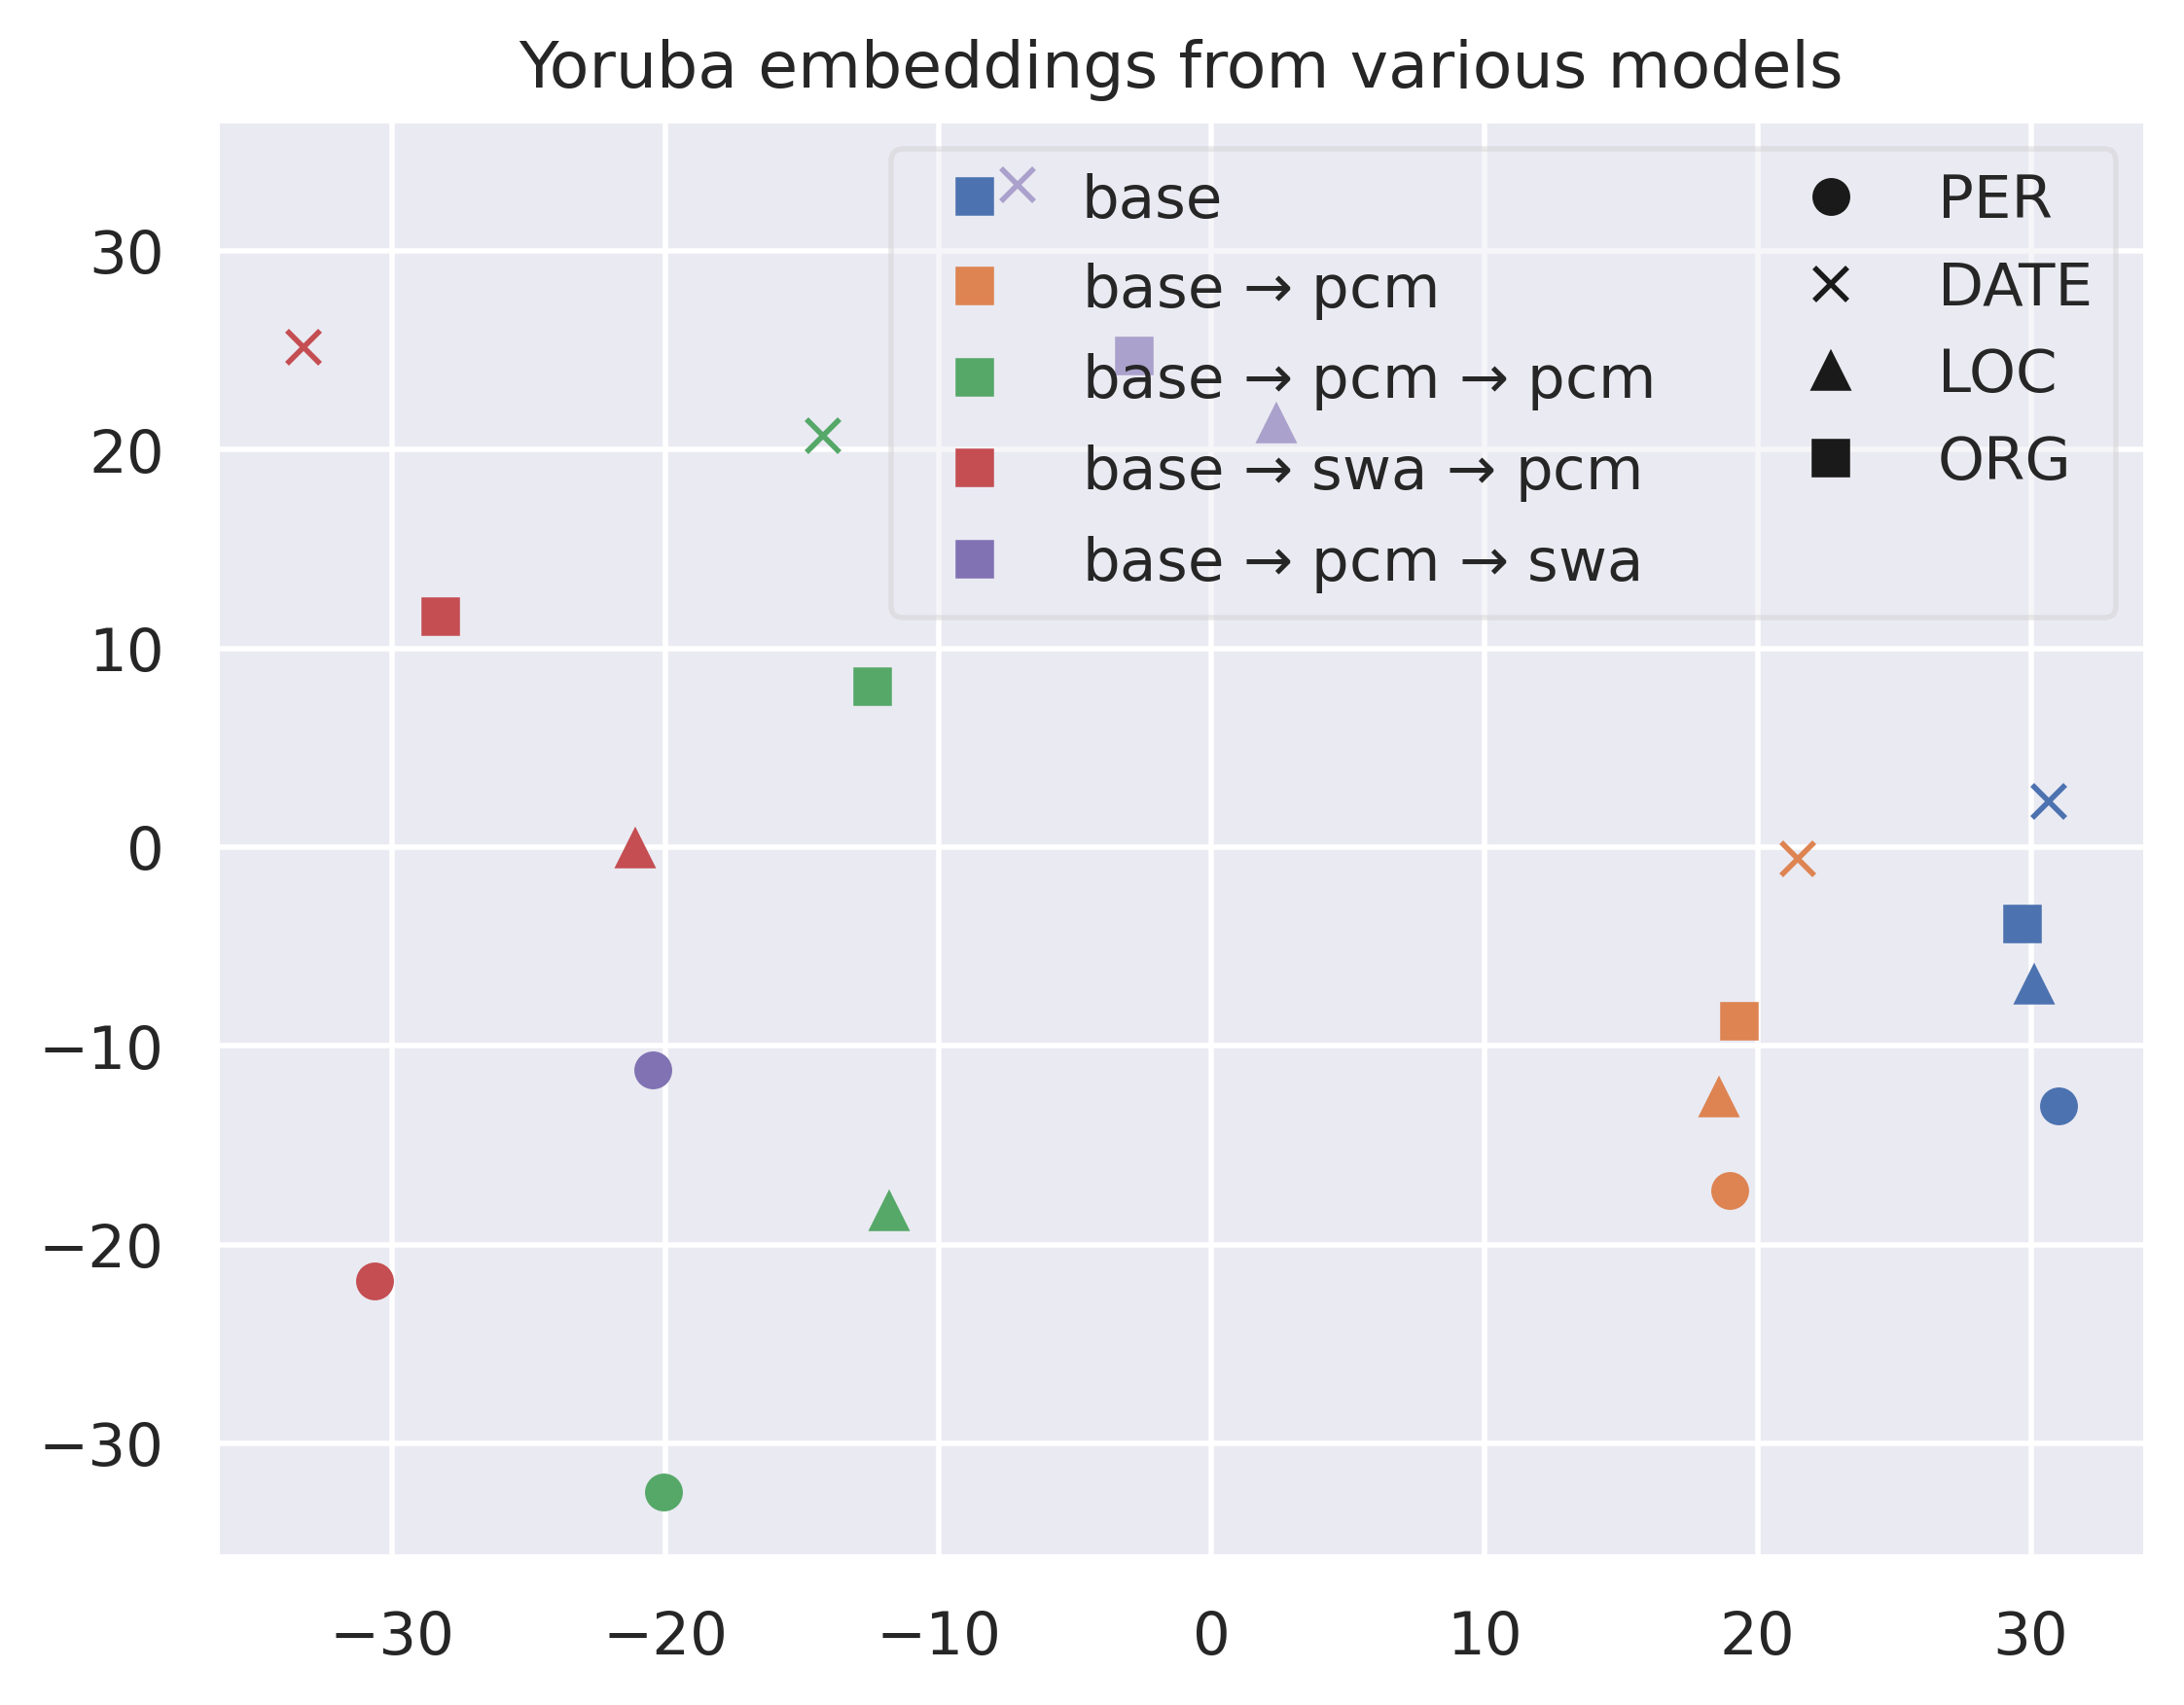 Yoruba embeddings from various models
base
base → pcm
base → pcm → pcm
base → swa → pcm
base → pcm → swa
PER
DATE
LOC
ORG
30
20
10
0
−10
−20
−30
−30 −20 −10 0 10 20 30